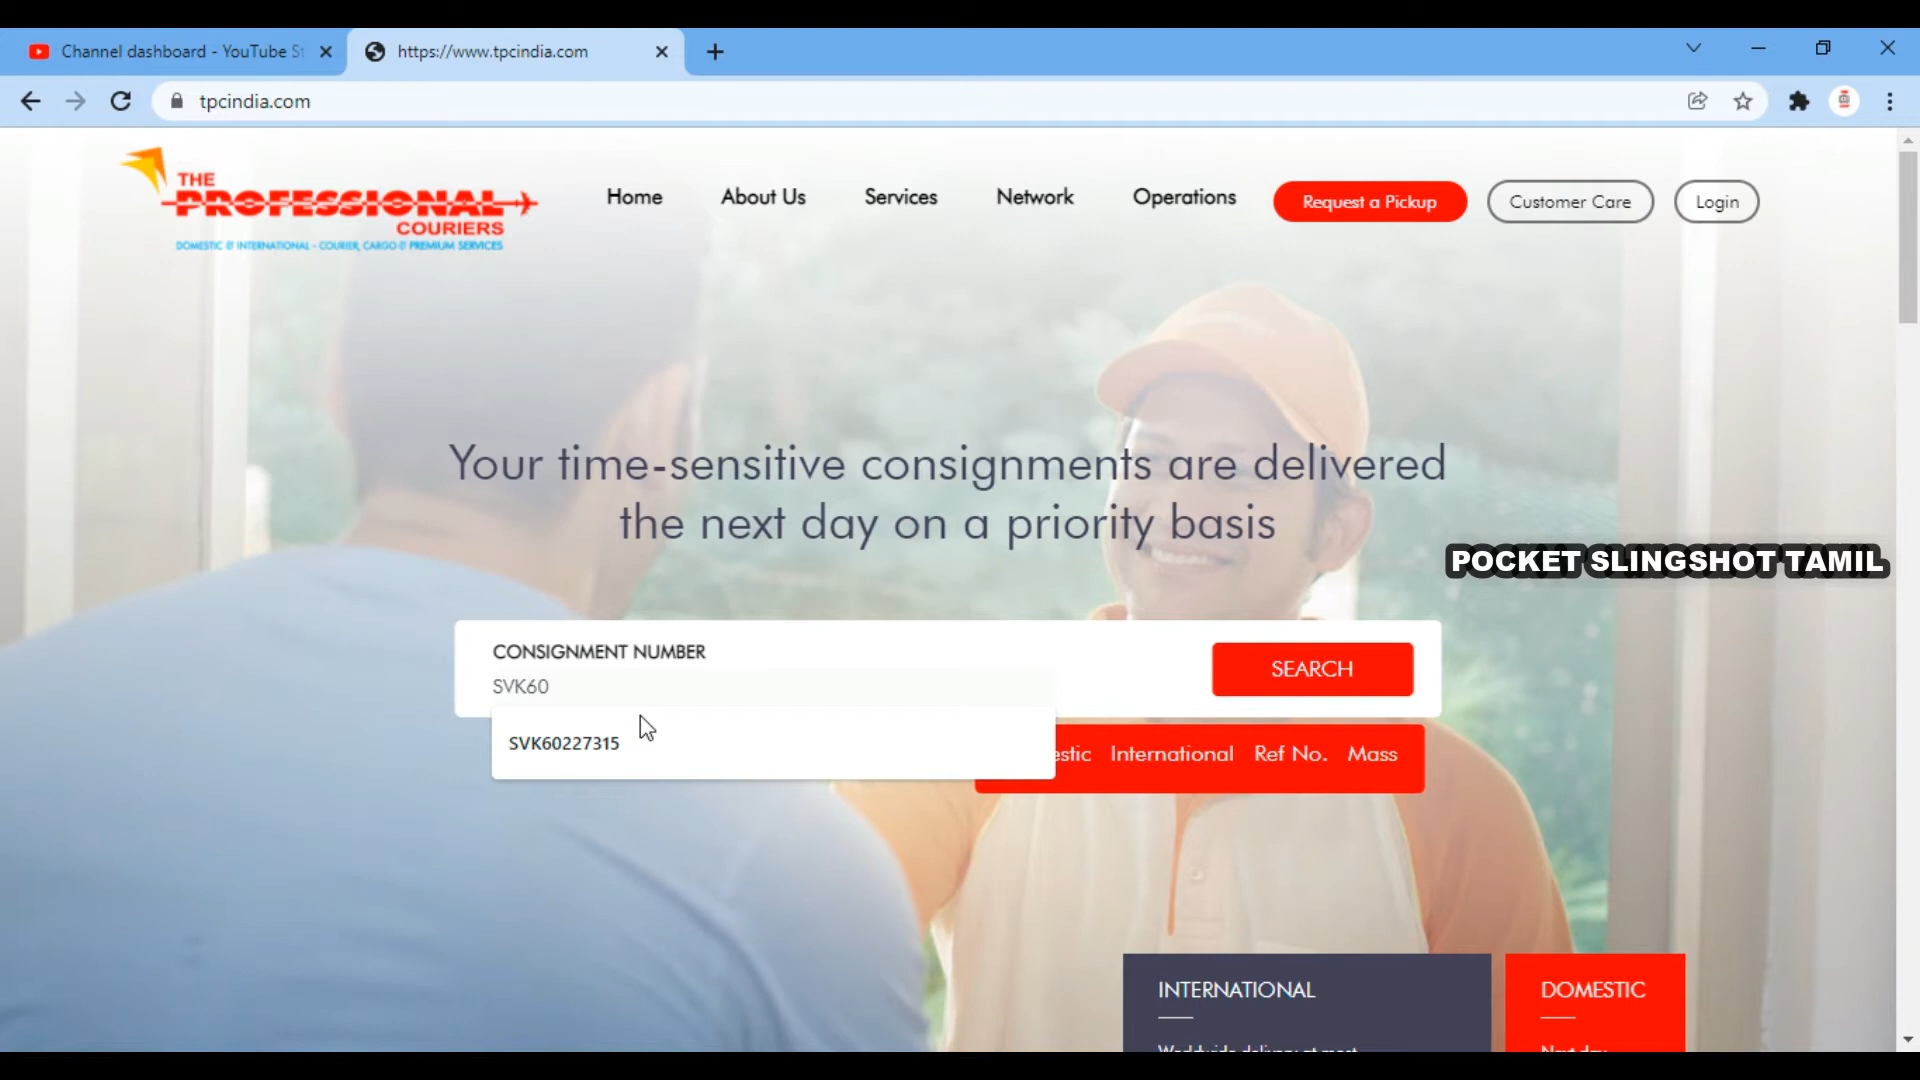 Channel dashboard - YouTube St
https://www.tpcindia.com
tpcindia.com
THE
PROFESSIONAL
COURIERS
DOMESTIC & INTERNATIONAL - COURIER, CARGO & PREMIUM SERVICES
Home About Us Services Network Operations Request a Pickup Customer Care Login
Your time-sensitive consignments are delivered
the next day on a priority basis
POCKET SLINGSHOT TAMIL
CONSIGNMENT NUMBER
SVK60
SEARCH
SVK60227315
estic International Ref No. Mass
INTERNATIONAL
DOMESTIC